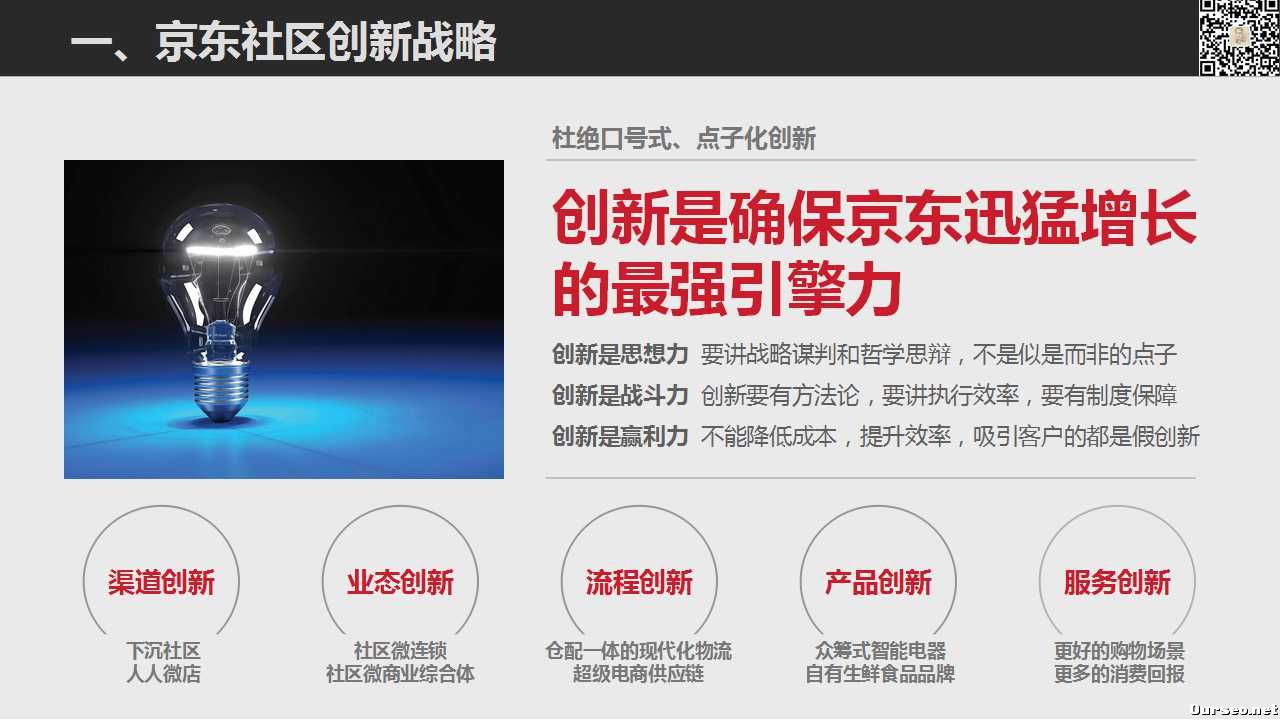 一、京东社区创新战略
杜绝口号式、点子化创新
创新是确保京东迅猛增长
的最强引擎力
创新是思想力 要讲战略谋判和哲学思辩，不是似是而非的点子
创新是战斗力 创新要有方法论，要讲执行效率，要有制度保障
创新是赢利力 不能降低成本，提升效率，吸引客户的都是假创新
渠道创新
下沉社区
人人微店
业态创新
社区微连锁
社区微商业综合体
流程创新
仓配一体的现代化物流
超级电商供应链
产品创新
众筹式智能电器
自有生鲜食品品牌
服务创新
更好的购物场景
更多的消费回报
Ourseo.net